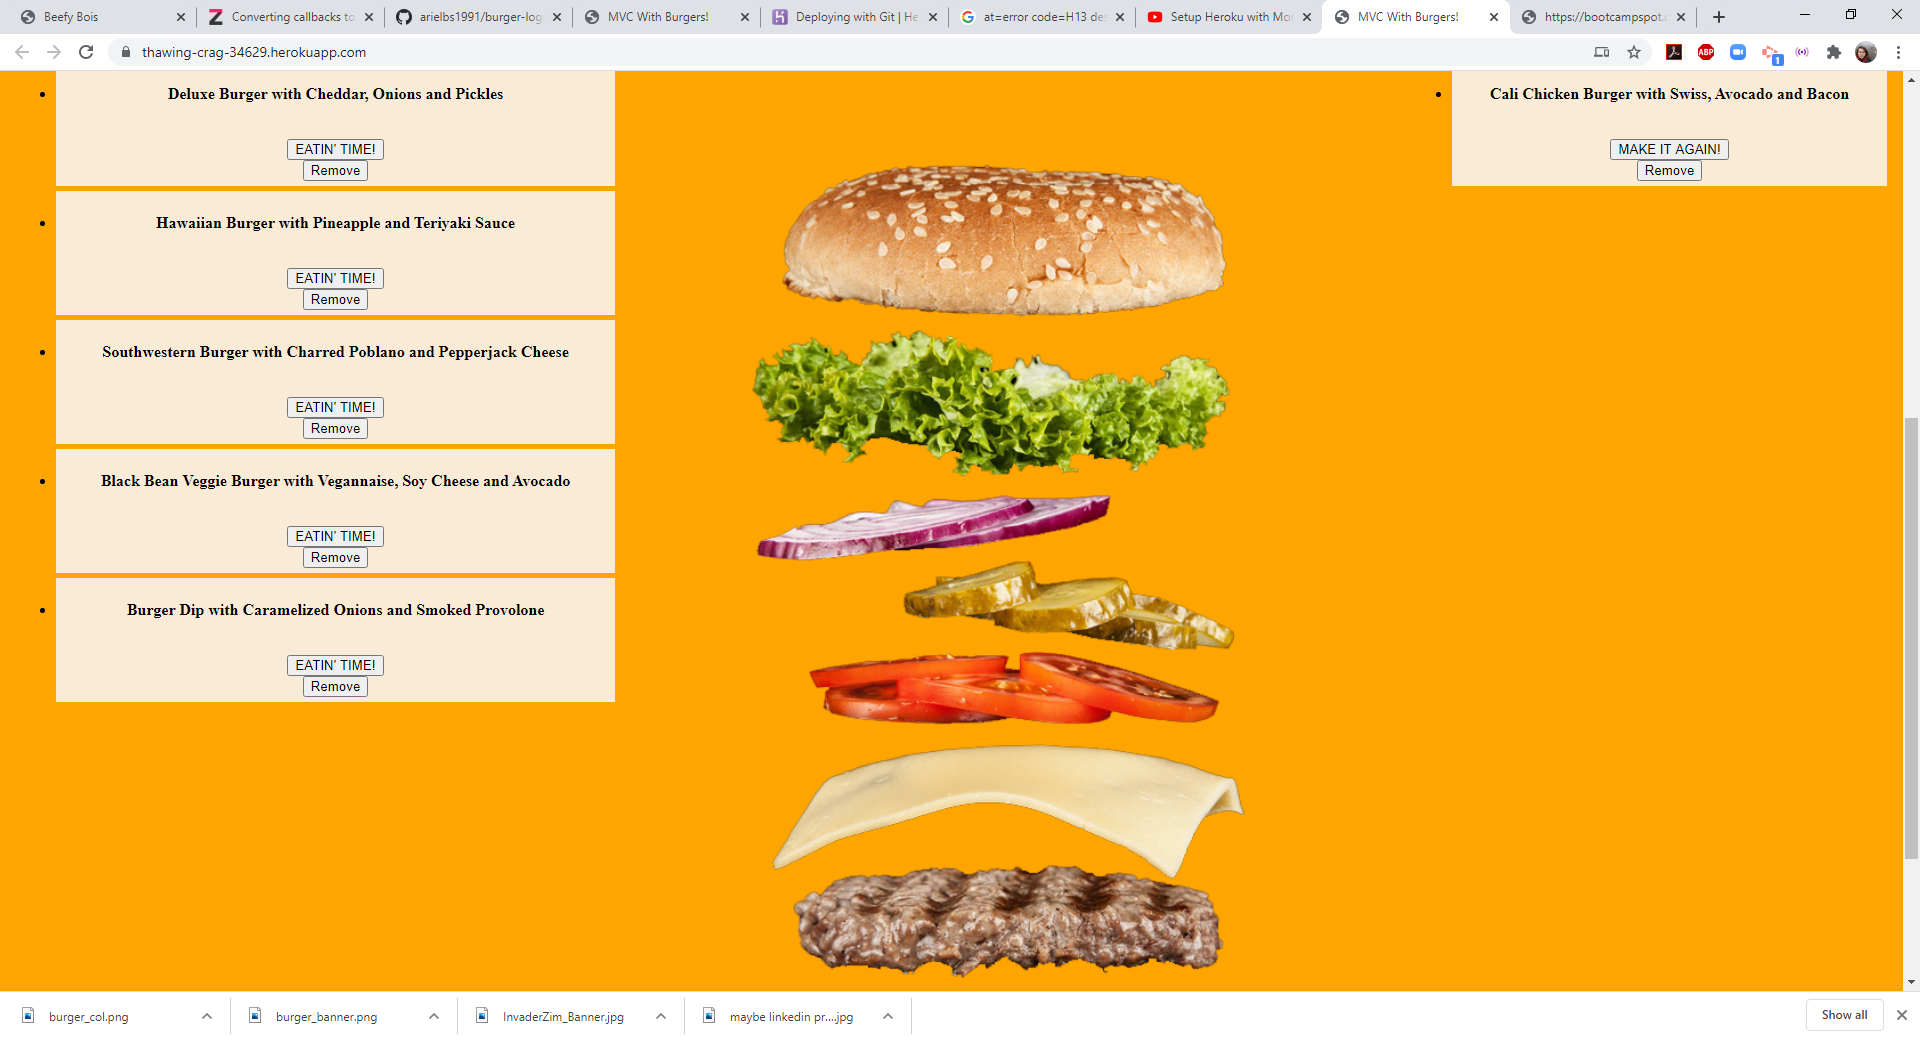 Beefy Bois
Converting callbacks to
arielbs1991/burger-log
MVC With Burgers!
Deploying with Git | He
at=error code=H13 de
Setup Heroku with Mo
MVC With Burgers!
https://bootcampspot.
thawing-crag-34629.herokuapp.com
ABP
1
Deluxe Burger with Cheddar, Onions and Pickles
EATIN' TIME!
Remove
Hawaiian Burger with Pineapple and Teriyaki Sauce
EATIN' TIME!
Remove
Southwestern Burger with Charred Poblano and Pepperjack Cheese
EATIN' TIME!
Remove
Black Bean Veggie Burger with Vegannaise, Soy Cheese and Avocado
EATIN' TIME!
Remove
Burger Dip with Caramelized Onions and Smoked Provolone
EATIN' TIME!
Remove
Cali Chicken Burger with Swiss, Avocado and Bacon
MAKE IT AGAIN!
Remove
burger_col.png
burger_banner.png
InvaderZim_Banner.jpg
maybe linkedin pr....jpg
Show all